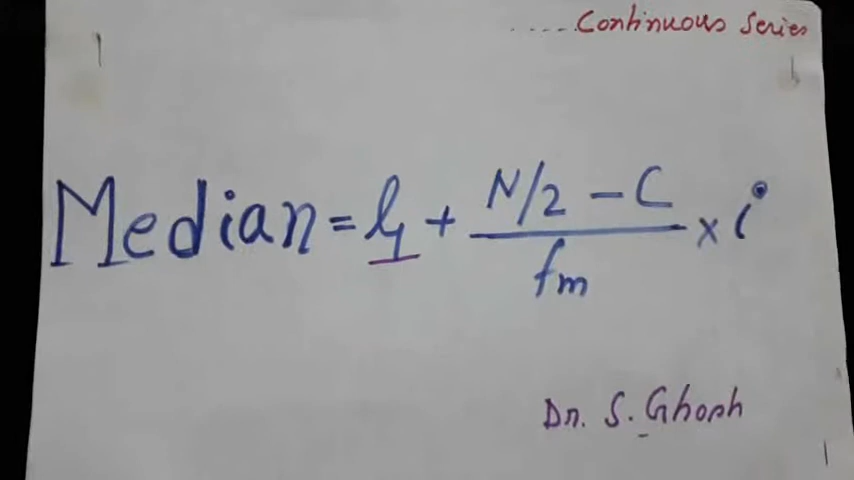 .... Continuous Series
Median = l₁ + N/2 - C / fm × i
Dr. S. Ghosh